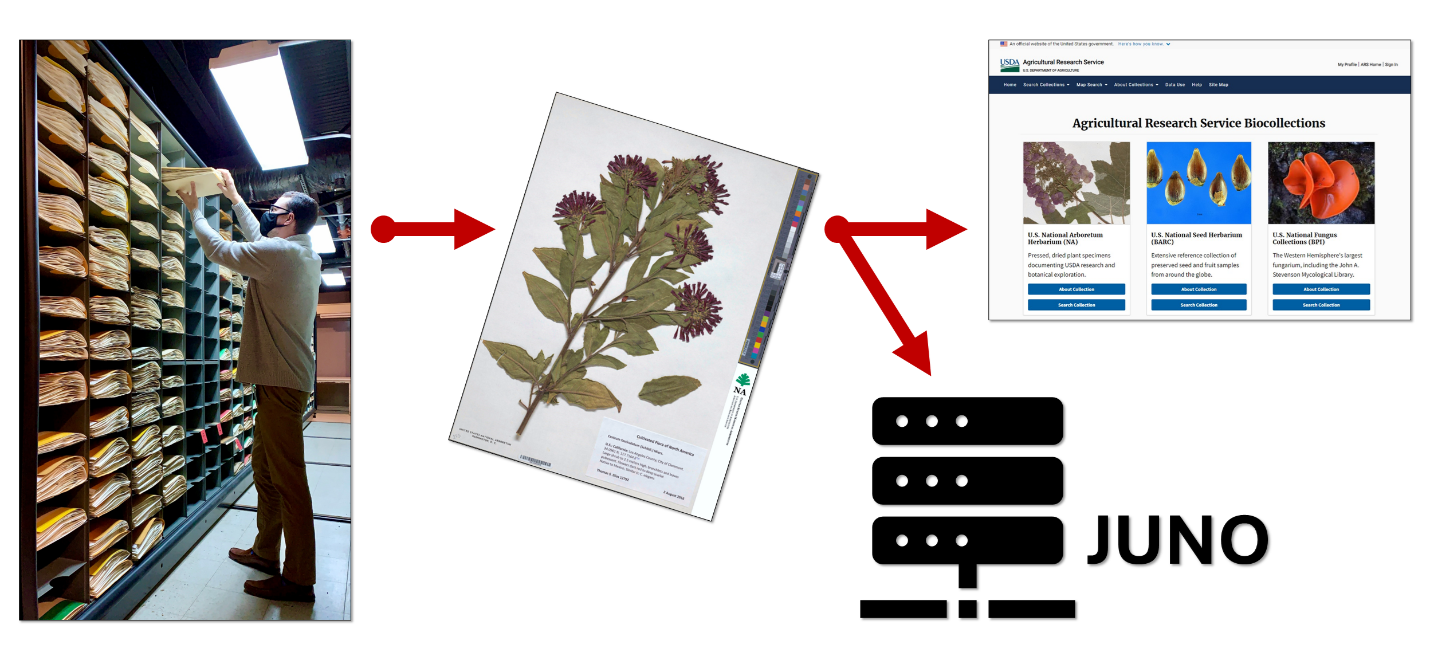 An official website of the United States government Here's how you know
USDA Agricultural Research Service
U.S. DEPARTMENT OF AGRICULTURE
My Profile | ARS Home | Sign In
Home Search Collections Map Search About Collections Data Use Help Site Map
Agricultural Research Service Biocollections
U.S. National Arboretum
Herbarium (NA)
Pressed, dried plant specimens
documenting USDA research and
botanical exploration.
About Collection
Search Collection
U.S. National Seed Herbarium
(BARC)
Extensive reference collection of
preserved seed and fruit samples
from around the globe.
About Collection
Search Collection
U.S. National Fungus
Collections (BPI)
The Western Hemisphere's largest
fungarium, including the John A.
Stevenson Mycological Library.
About Collection
Search Collection
NA
Cultivated Flora of North America
2 August 2016
JUNO